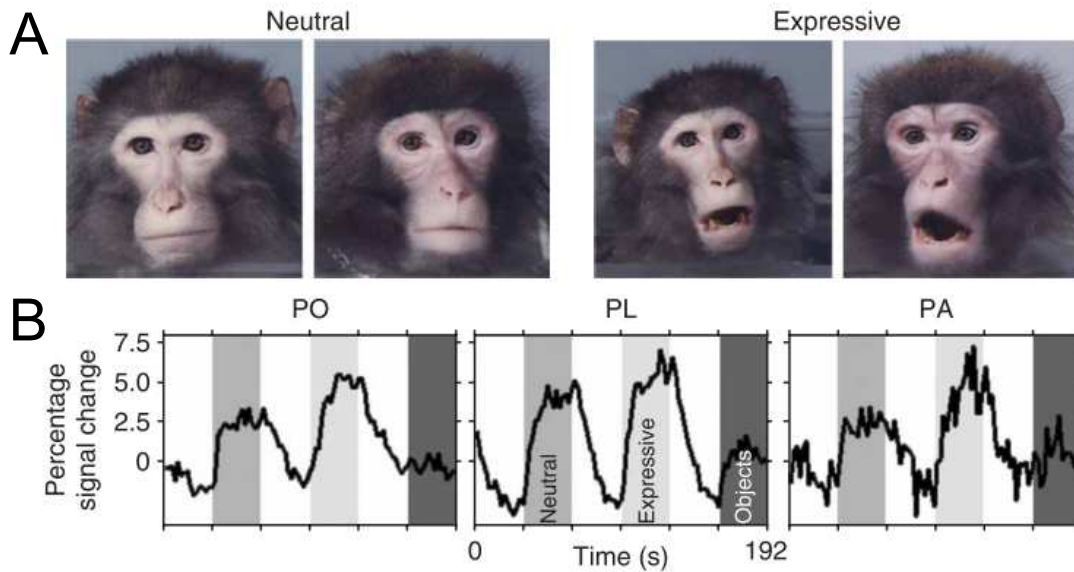 A
Neutral
Expressive
B
PO
PL
PA
Percentage
signal change
7.5
5.0
2.5
0
Neutral
Expressive
Objects
0
Time (s)
192